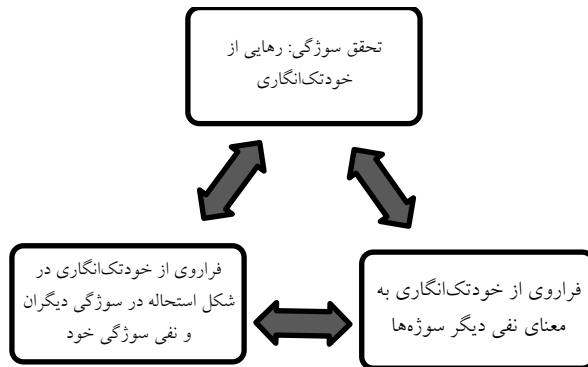 تحقق سوژگی: رهایی از
خودتک‌انگاری
فراروی از خودتک‌انگاری به
معنای نفی دیگر سوژه‌ها
فراروی از خودتک‌انگاری در
شکل استحاله در سوژگی دیگران
و نفی سوژگی خود